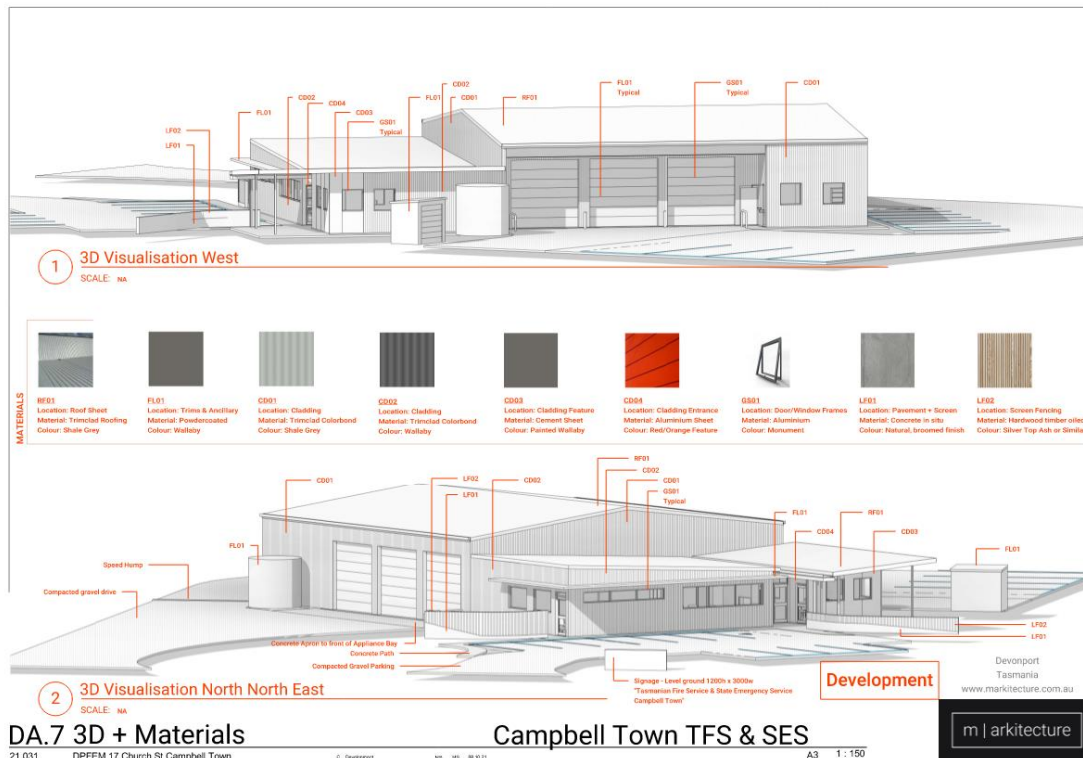 CD02
CD01
FL01
Typical
GS01
Typical
CD01
FL01
CD02
CD04
CD03
GS01
Typical
FL01
RF01
LF02
LF01
1
3D Visualisation West
SCALE: NA
MATERIALS
RF01
Location: Roof Sheet
Material: Trimclad Roofing
Colour: Shale Grey
FL01
Location: Trims & Ancillary
Material: Powdercoated
Colour: Wallaby
CD01
Location: Cladding
Material: Trimclad Colorbond
Colour: Shale Grey
CD02
Location: Cladding
Material: Trimclad Colorbond
Colour: Wallaby
CD03
Location: Cladding Feature
Material: Cement Sheet
Colour: Painted Wallaby
CD04
Location: Cladding Entrance
Material: Aluminium Sheet
Colour: Red/Orange Feature
GS01
Location: Door/Window Frames
Material: Aluminium
Colour: Monument
LF01
Location: Pavement + Screen
Material: Concrete in situ
Colour: Natural, broomed finish
LF02
Location: Screen Fencing
Material: Hardwood timber oiled
Colour: Silver Top Ash or Simila
RF01
CD02
CD01
GS01
Typical
CD01
LF02
LF01
CD02
FL01
CD04
RF01
CD03
FL01
FL01
Speed Hump
Compacted gravel drive
Concrete Apron to front of Appliance Bay
Concrete Path
Compacted Gravel Parking
LF02
LF01
Signage - Level ground 1200h x 3000w
"Tasmanian Fire Service & State Emergency Service
Campbell Town"
2
3D Visualisation North North East
SCALE: NA
Development
Devonport
Tasmania
www.markitecture.com.au
m | arkitecture
DA.7 3D + Materials
Campbell Town TFS & SES
21.031
DPFEM 17 Church St Campbell Town
A3 1 : 150